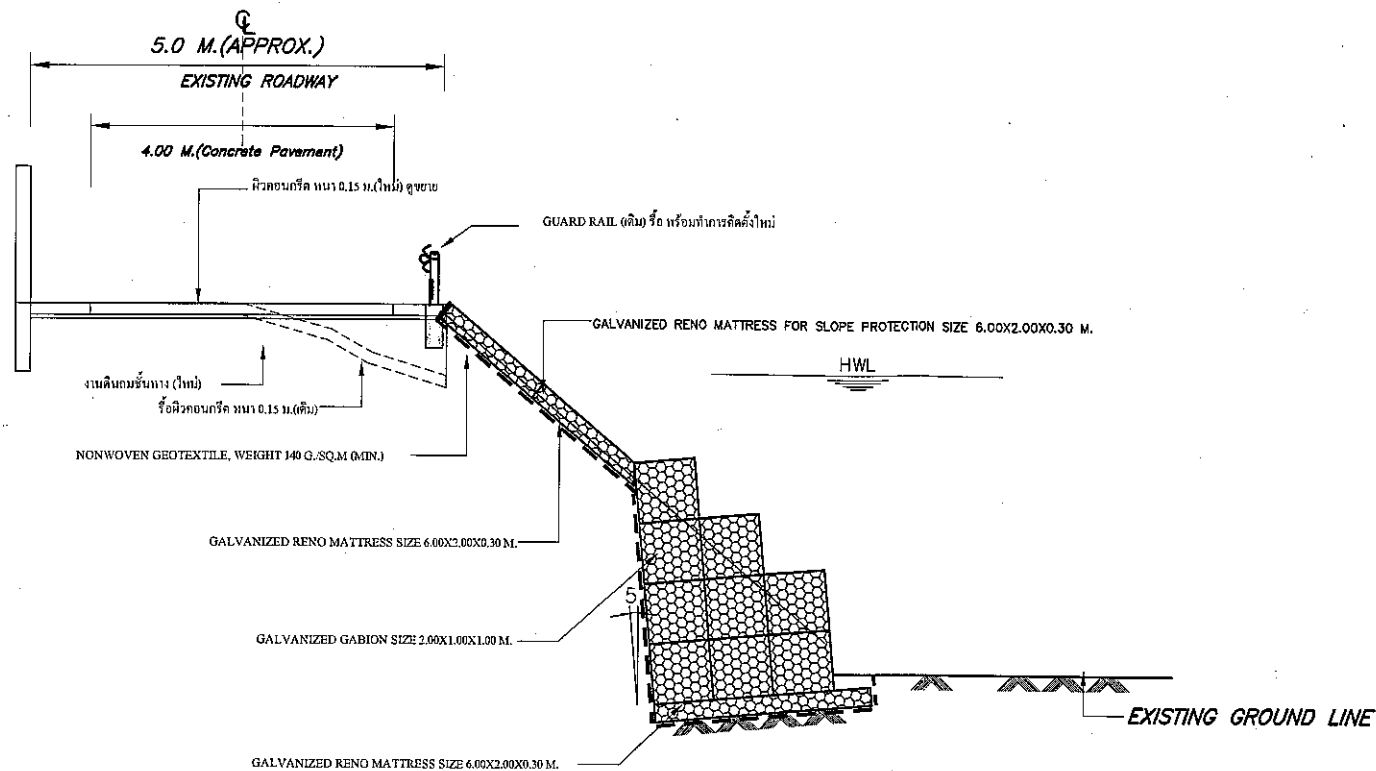 ℄
5.0 M.(APPROX.)
EXISTING ROADWAY
4.00 M.(Concrete Pavement)
ผิวคอนกรีต หนา 0.15 ม.(ใหม่) ดูขยาย
GUARD RAIL (เดิม) รื้อ พร้อมทำการติดตั้งใหม่
GALVANIZED RENO MATTRESS FOR SLOPE PROTECTION SIZE 6.00X2.00X0.30 M.
HWL
งานดินถมชั้นทาง (ใหม่)
รื้อผิวคอนกรีต หนา 0.15 ม.(เดิม)
NONWOVEN GEOTEXTILE, WEIGHT 140 G./SQ.M (MIN.)
GALVANIZED RENO MATTRESS SIZE 6.00X2.00X0.30 M.
5
GALVANIZED GABION SIZE 2.00X1.00X1.00 M.
EXISTING GROUND LINE
GALVANIZED RENO MATTRESS SIZE 6.00X2.00X0.30 M.